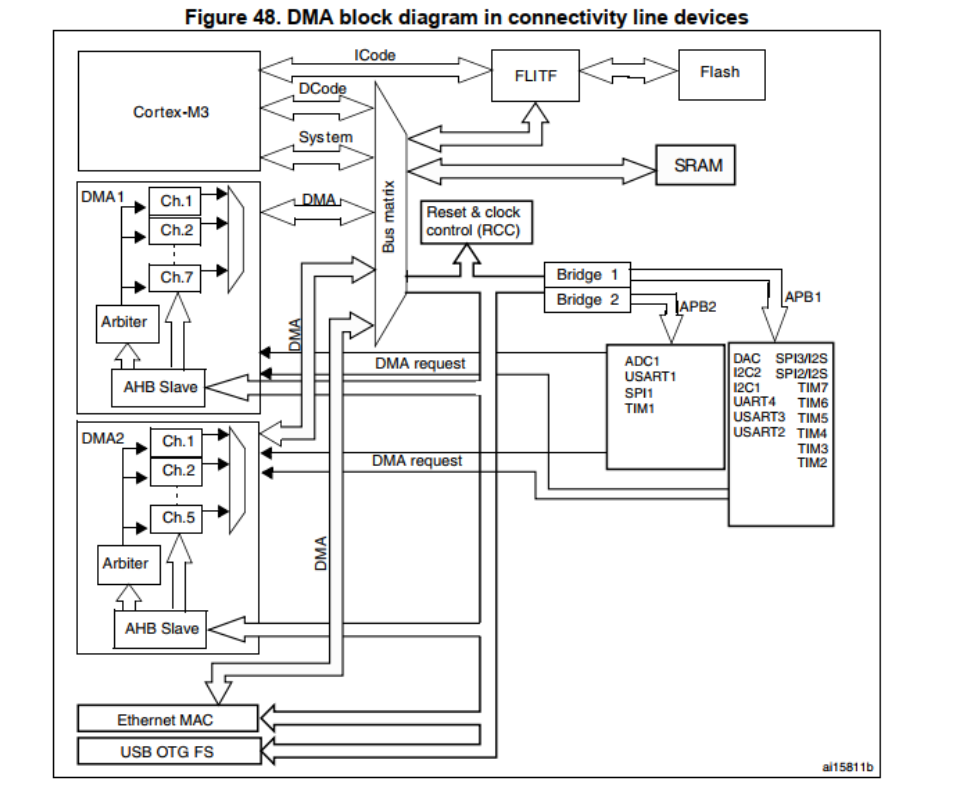 Figure 48. DMA block diagram in connectivity line devices
ICode
Cortex-M3
FLITF
Flash
DCode
System
SRAM
DMA1
Ch.1
Ch.2
Ch.7
Arbiter
AHB Slave
DMA
Bus matrix
Reset & clock
control (RCC)
Bridge 1
Bridge 2
APB2
APB1
DMA
DMA request
ADC1
USART1
SPI1
TIM1
DAC SPI3/I2S
I2C2 SPI2/I2S
I2C1 TIM7
UART4 TIM6
USART3 TIM5
USART2 TIM4
TIM3
TIM2
DMA2
Ch.1
Ch.2
Ch.5
Arbiter
AHB Slave
DMA request
DMA
Ethernet MAC
USB OTG FS
ai15811b